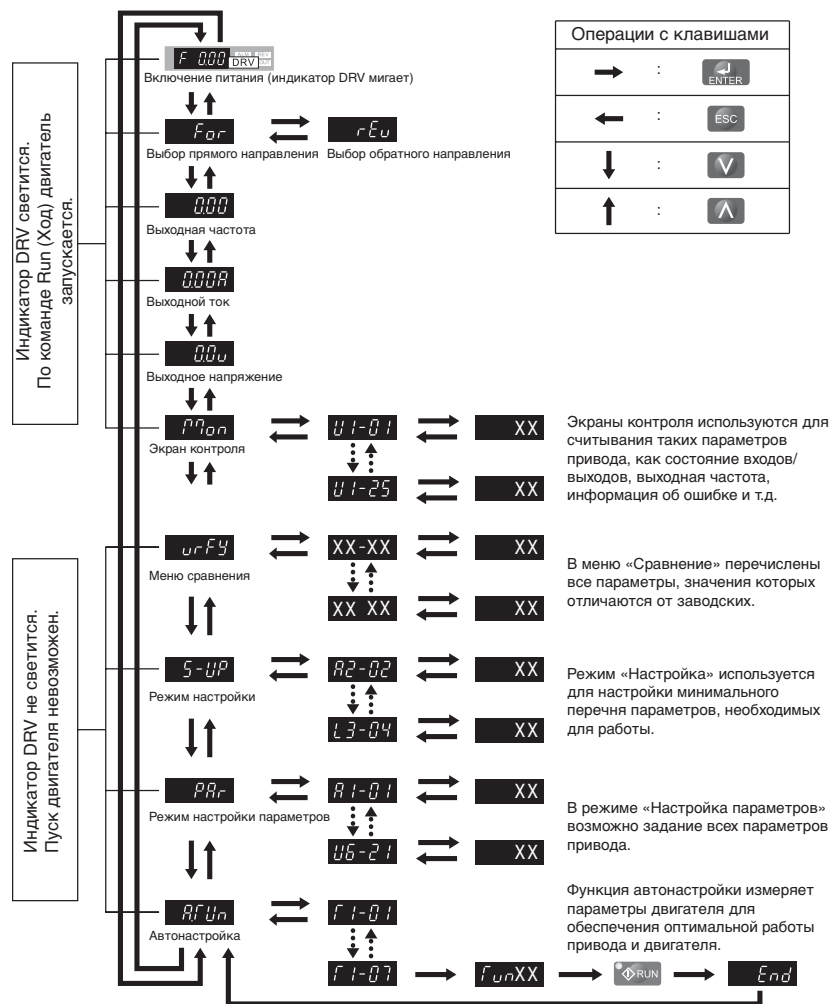 Операции с клавишами
: ENTER
: ESC
:
:
Индикатор DRV светится.
По команде Run (Ход) двигатель
запускается.
F 0.00 DRV
Включение питания (индикатор DRV мигает)
For
rEv
Выбор прямого направления Выбор обратного направления
0.00
Выходная частота
0.00A
Выходной ток
0.0v
Выходное напряжение
Mon
U1-01
XX
Экран контроля
U1-25
XX
Экраны контроля используются для
считывания таких параметров
привода, как состояние входов/
выходов, выходная частота,
информация об ошибке и т.д.
Индикатор DRV не светится.
Пуск двигателя невозможен.
vrFY
XX-XX
XX
Меню сравнения
XX XX
XX
В меню «Сравнение» перечислены
все параметры, значения которых
отличаются от заводских.
S-UP
A2-02
XX
Режим настройки
L3-04
XX
Режим «Настройка» используется
для настройки минимального
перечня параметров, необходимых
для работы.
PAr
A1-01
XX
Режим настройки параметров
U6-21
XX
В режиме «Настройка параметров»
возможно задание всех параметров
привода.
A.TUn
T1-01
Автонастройка
T1-07
TunXX
RUN
End
Функция автонастройки измеряет
параметры двигателя для
обеспечения оптимальной работы
привода и двигателя.